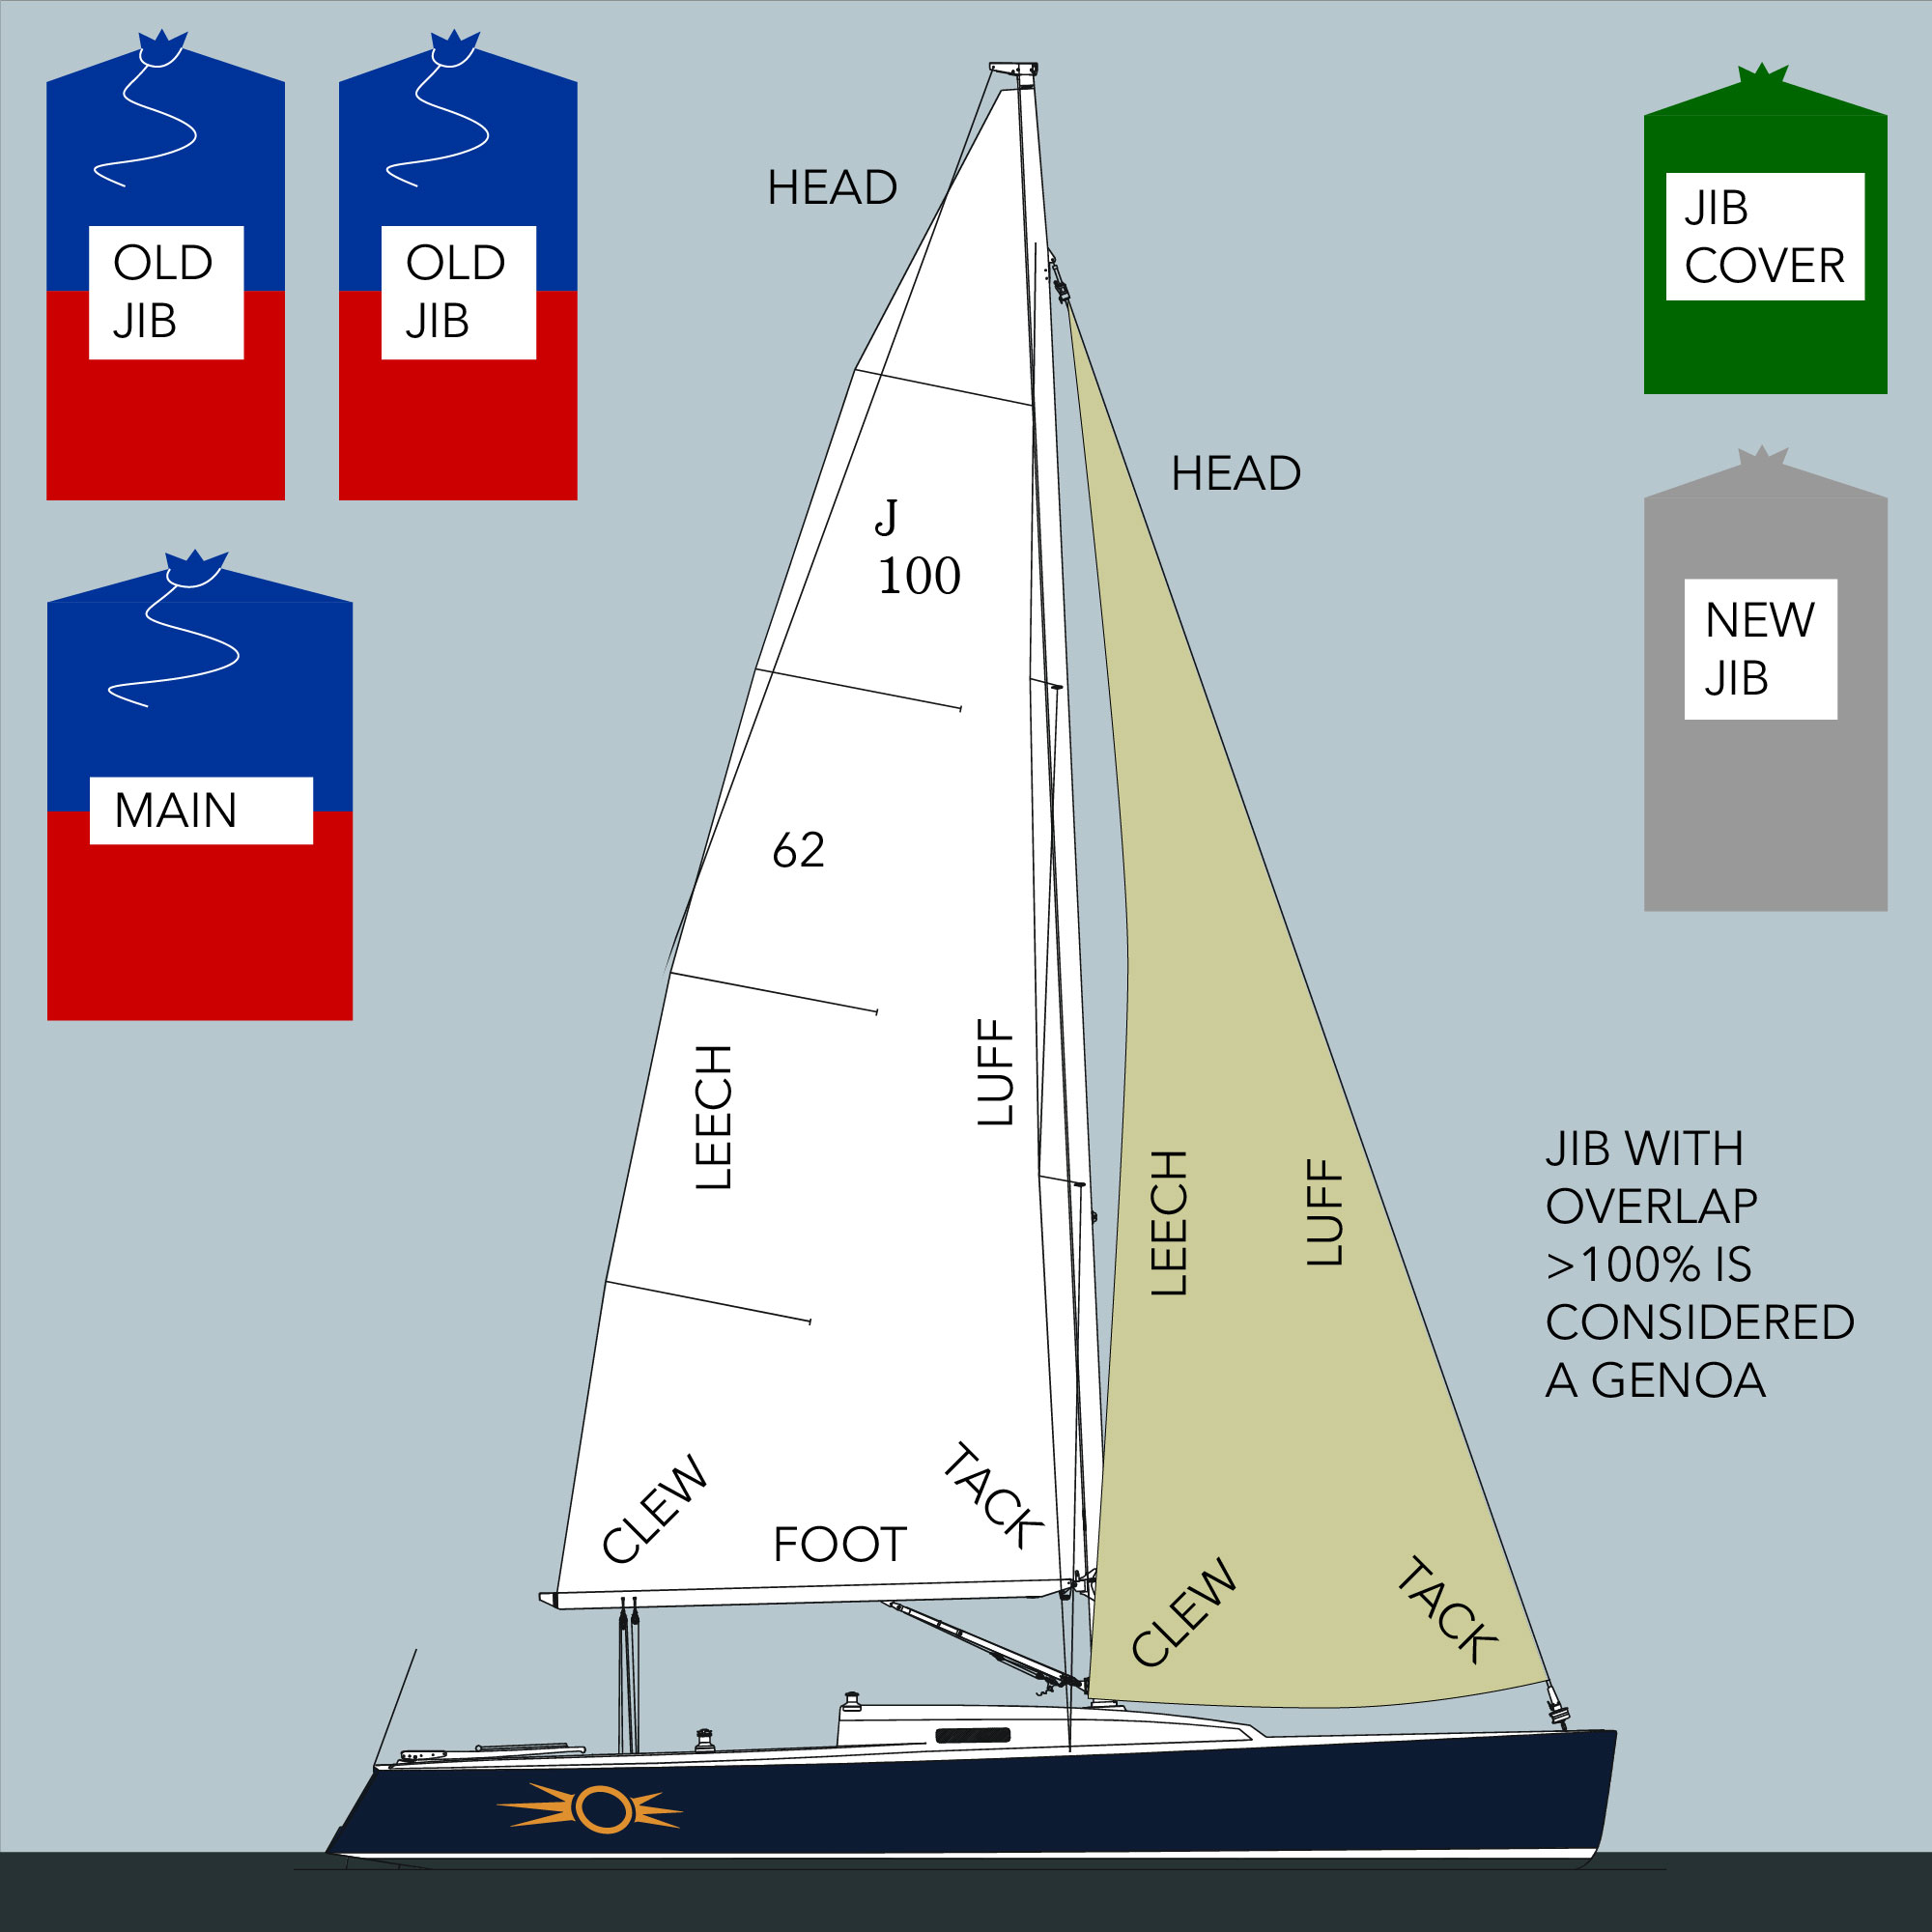 OLD
JIB
OLD
JIB
MAIN
HEAD
J
100
62
LEECH
LUFF
CLEW
FOOT
TACK
HEAD
LEECH
LUFF
CLEW
TACK
JIB
COVER
NEW
JIB
JIB WITH
OVERLAP
>100% IS
CONSIDERED
A GENOA